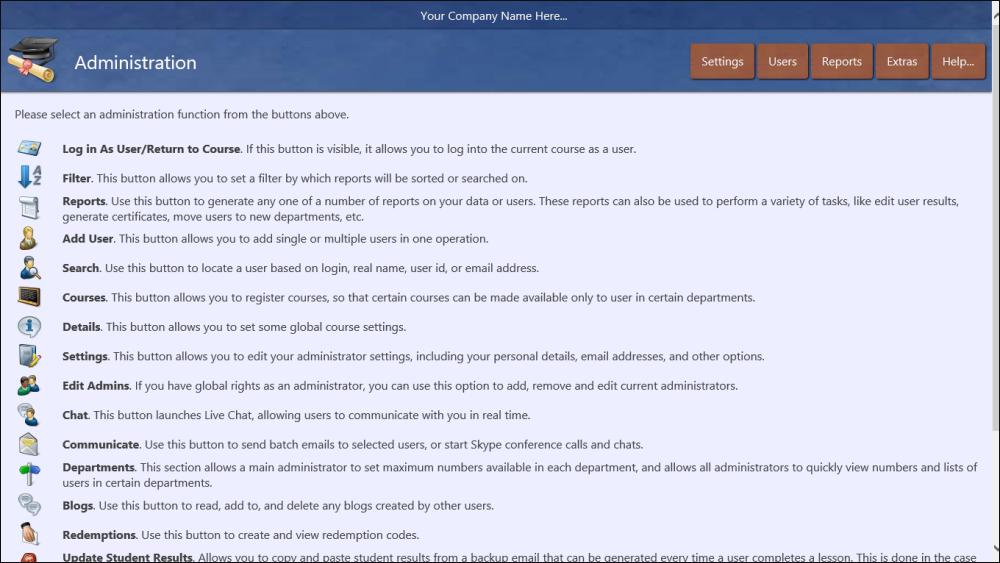 Your Company Name Here...
Administration
Settings
Users
Reports
Extras
Help...
Please select an administration function from the buttons above.
Log in As User/Return to Course. If this button is visible, it allows you to log into the current course as a user.
A
Z
Filter. This button allows you to set a filter by which reports will be sorted or searched on.
Reports. Use this button to generate any one of a number of reports on your data or users. These reports can also be used to perform a variety of tasks, like edit user results,
generate certificates, move users to new departments, etc.
Add User. This button allows you to add single or multiple users in one operation.
Search. Use this button to locate a user based on login, real name, user id, or email address.
Courses. This button allows you to register courses, so that certain courses can be made available only to user in certain departments.
Details. This button allows you to set some global course settings.
Settings. This button allows you to edit your administrator settings, including your personal details, email addresses, and other options.
Edit Admins. If you have global rights as an administrator, you can use this option to add, remove and edit current administrators.
Chat. This button launches Live Chat, allowing users to communicate with you in real time.
Communicate. Use this button to send batch emails to selected users, or start Skype conference calls and chats.
Departments. This section allows a main administrator to set maximum numbers available in each department, and allows all administrators to quickly view numbers and lists of
users in certain departments.
Blogs. Use this button to read, add to, and delete any blogs created by other users.
Redemptions. Use this button to create and view redemption codes.
Update Student Results. Allows you to copy and paste student results from a backup email that can be generated every time a user completes a lesson. This is done in the case